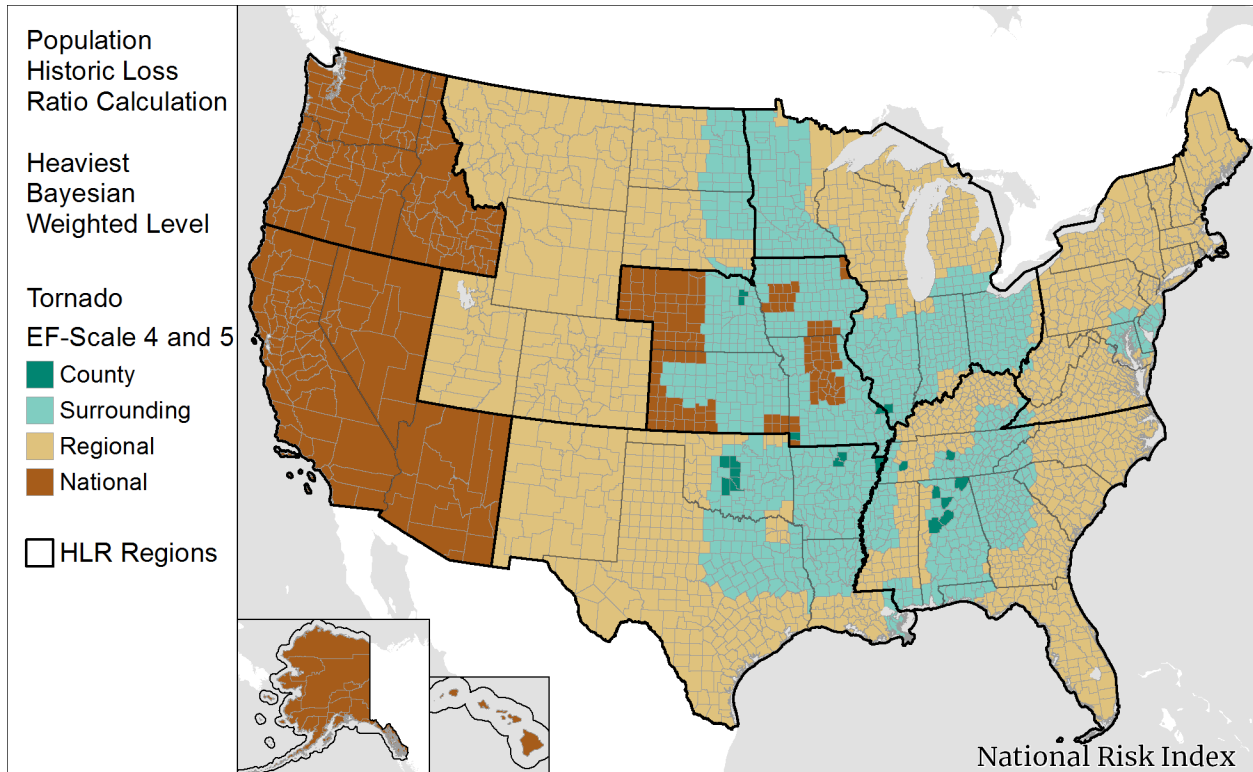 Population
Historic Loss
Ratio Calculation
Heaviest
Bayesian
Weighted Level
Tornado
EF-Scale 4 and 5
County
Surrounding
Regional
National
HLR Regions
National Risk Index